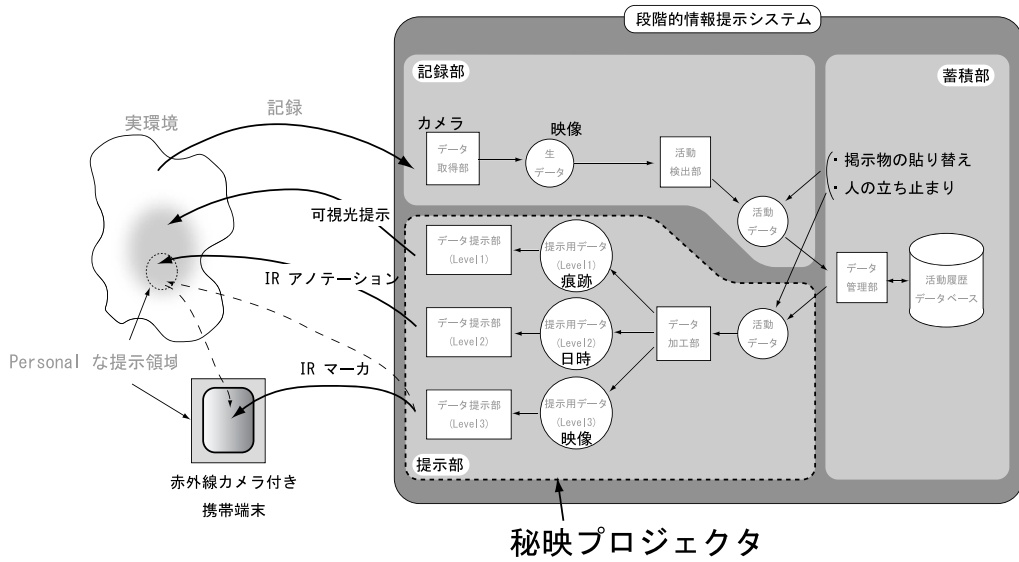 段階的情報提示システム
記録部
蓄積部
実環境
記録
カメラ
映像
データ
取得部
生
データ
活動
検出部
・掲示物の貼り替え
・人の立ち止まり
活動
データ
可視光提示
データ提示部
(Level1)
提示用データ
(Level1)
痕跡
IR アノテーション
データ
管理部
活動履歴
データベース
データ提示部
(Level2)
提示用データ
(Level2)
日時
データ
加工部
活動
データ
Personal な提示領域
IR マーカ
データ提示部
(Level3)
提示用データ
(Level3)
映像
提示部
赤外線カメラ付き
携帯端末
秘映プロジェクタ